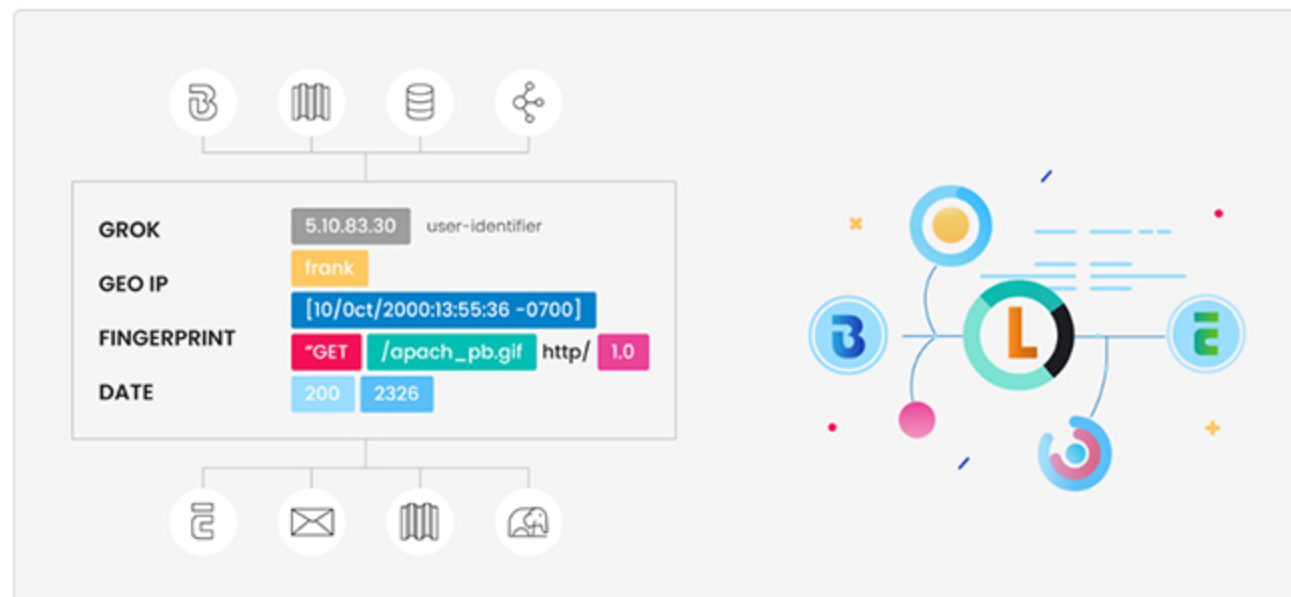 GROK
GEO IP
FINGERPRINT
DATE
5.10.83.30 user-identifier
frank
[10/0ct/2000:13:55:36 -0700]
“GET /apach_pb.gif http/ 1.0
200 2326
L